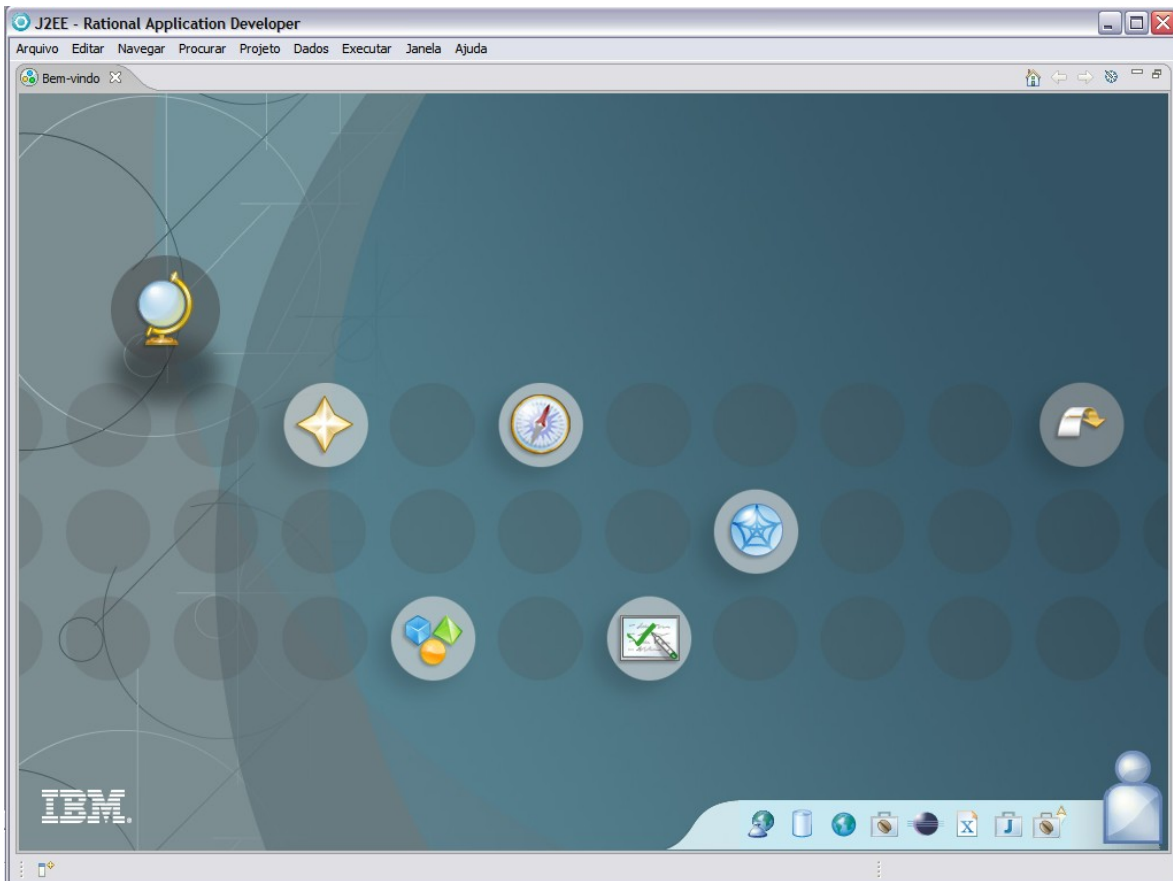 J2EE - Rational Application Developer
Arquivo Editar Navegar Procurar Projeto Dados Executar Janela Ajuda
Bem-vindo
IBM.
X
J